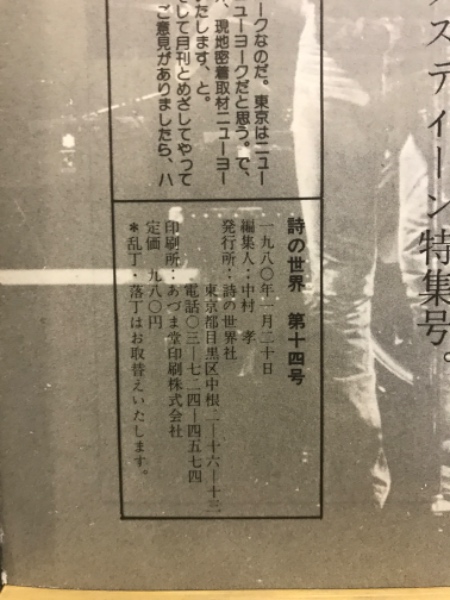 スティーン特集号。
ークなのだ。東京はニュー
ニューヨークだと思う。で、
、現地密着取材ニューヨー
たします、と。
さして月刊とめざしてやって
ご意見がありましたら、ハ
詩の世界　第十四号
一九八〇年一月二十日
編集人：中村　孝
発行所：詩の世界社
東京都目黒区中根二―十六―十三
電話〇三―七二四―四五七四
印刷所：あづま堂印刷株式会社
定価　九八〇円
＊乱丁・落丁はお取替えいたします。